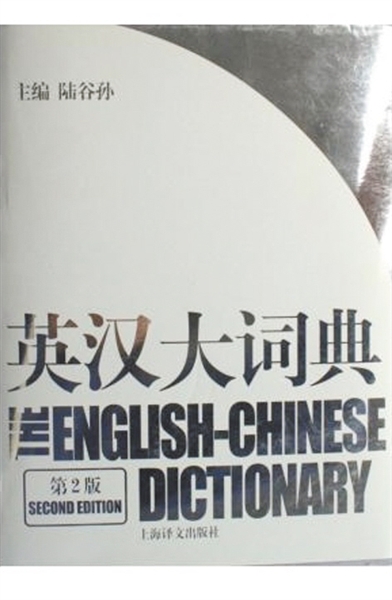 主编 陆谷孙
英汉大词典
THE ENGLISH-CHINESE
DICTIONARY
第2版
SECOND EDITION
上海译文出版社